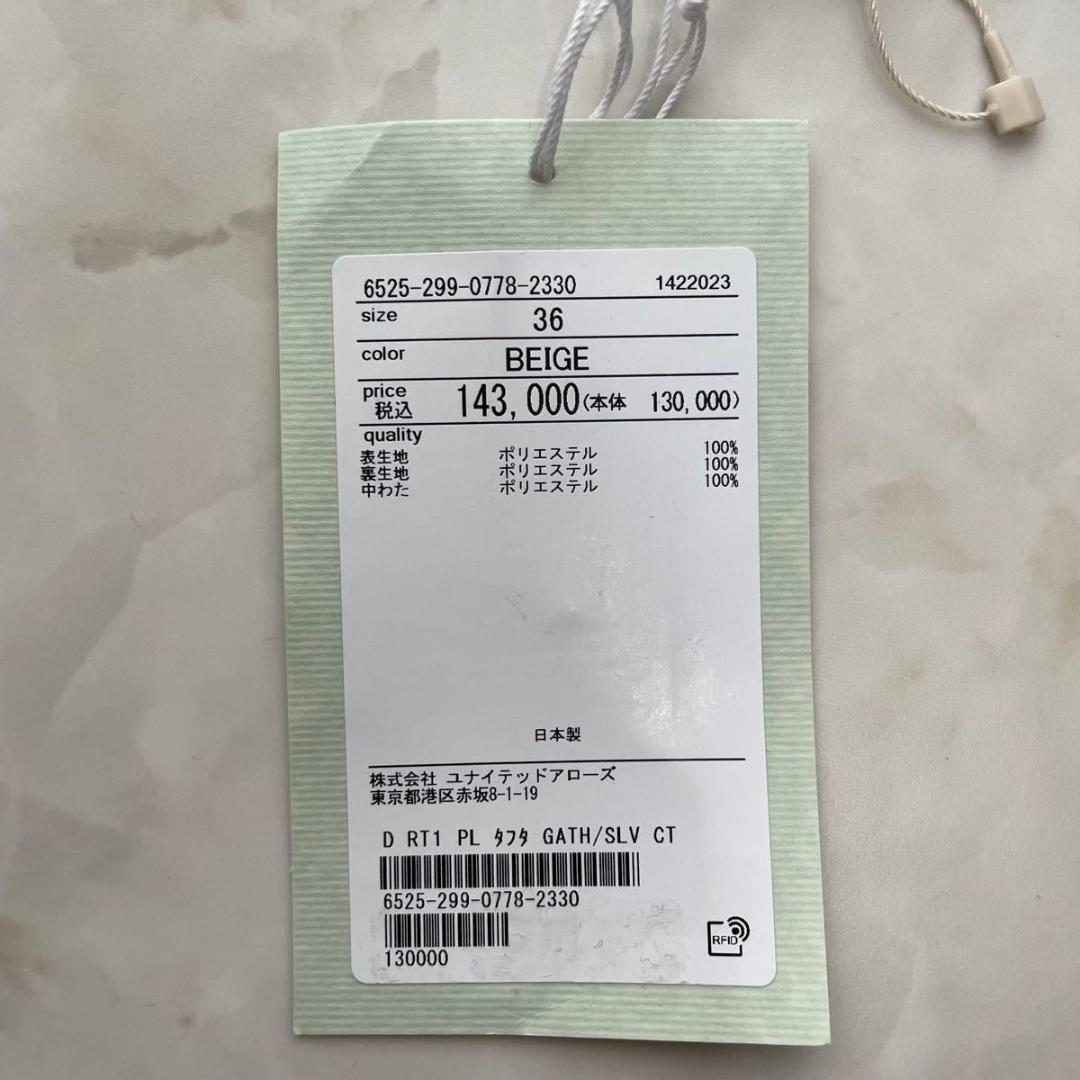 6525-299-0778-2330 1422023
size 36
color BEIGE
price
税込 143,000(本体 130,000)
quality
表生地 ポリエステル 100%
裏生地 ポリエステル 100%
中わた ポリエステル 100%
日本製
株式会社 ユナイテッドアローズ
東京都港区赤坂8-1-19
D RT1 PL ﾀﾌﾀ GATH/SLV CT
6525-299-0778-2330
130000
RFID